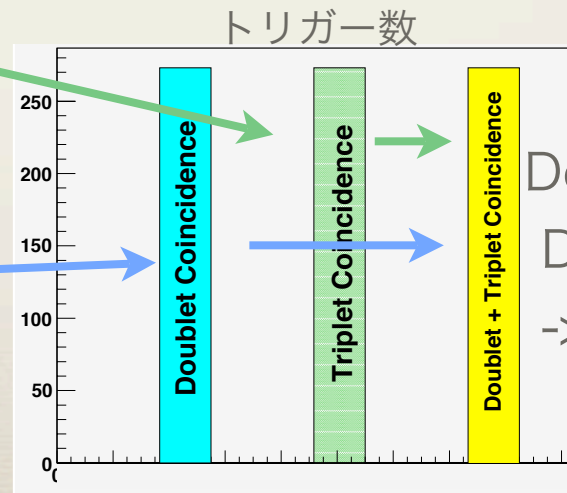 トリガー数
250
200
150
100
50
0
Doublet Coincidence
Triplet Coincidence
Doublet + Triplet Coincidence